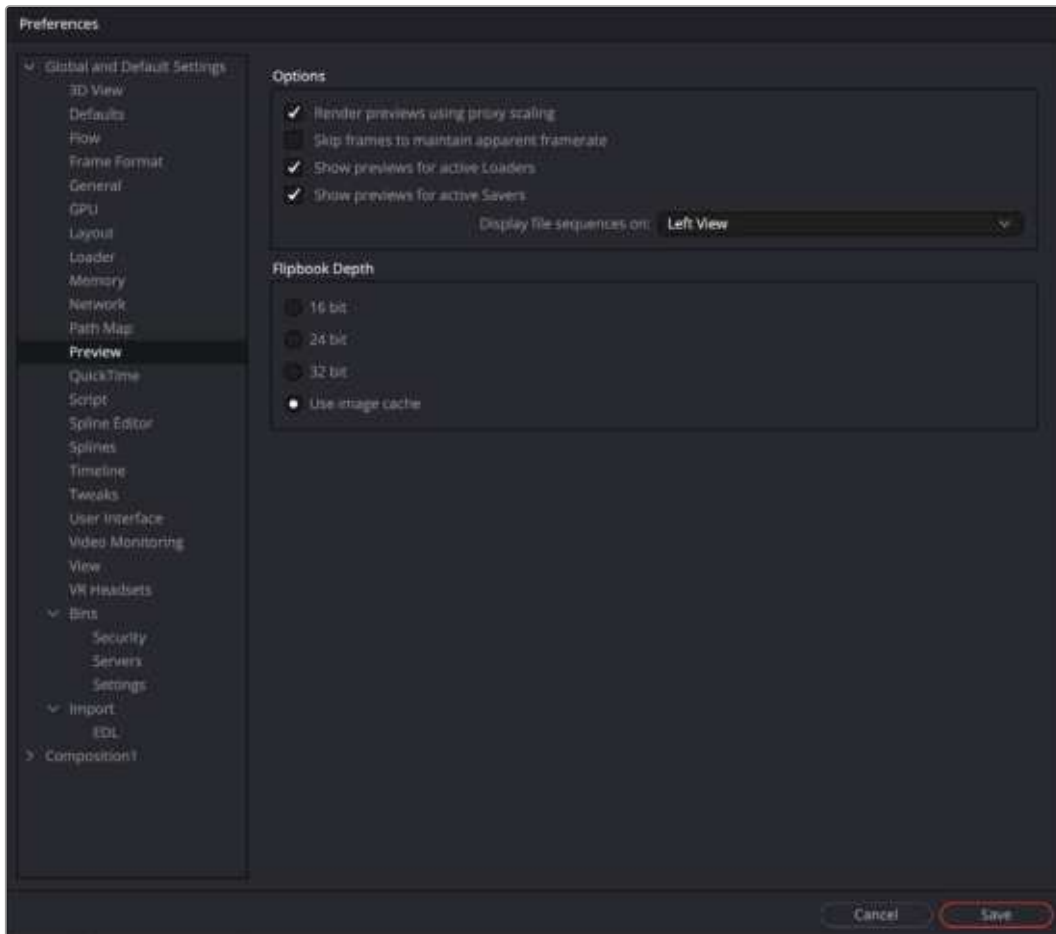 Preferences
Global and Default Settings
3D View
Defaults
Flow
Frame Format
General
GPU
Layout
Loader
Memory
Network
Path Map
Preview
QuickTime
Script
Spline Editor
Splines
Timeline
Tweaks
User Interface
Video Monitoring
View
VR Headsets
Bins
Security
Servers
Settings
Import
EDL
Composition1
Options
Render previews using proxy scaling
Skip frames to maintain apparent framerate
Show previews for active Loaders
Show previews for active Savers
Display file sequences on: Left View
Flipbook Depth
16 bit
24 bit
32 bit
Use image cache
Cancel Save